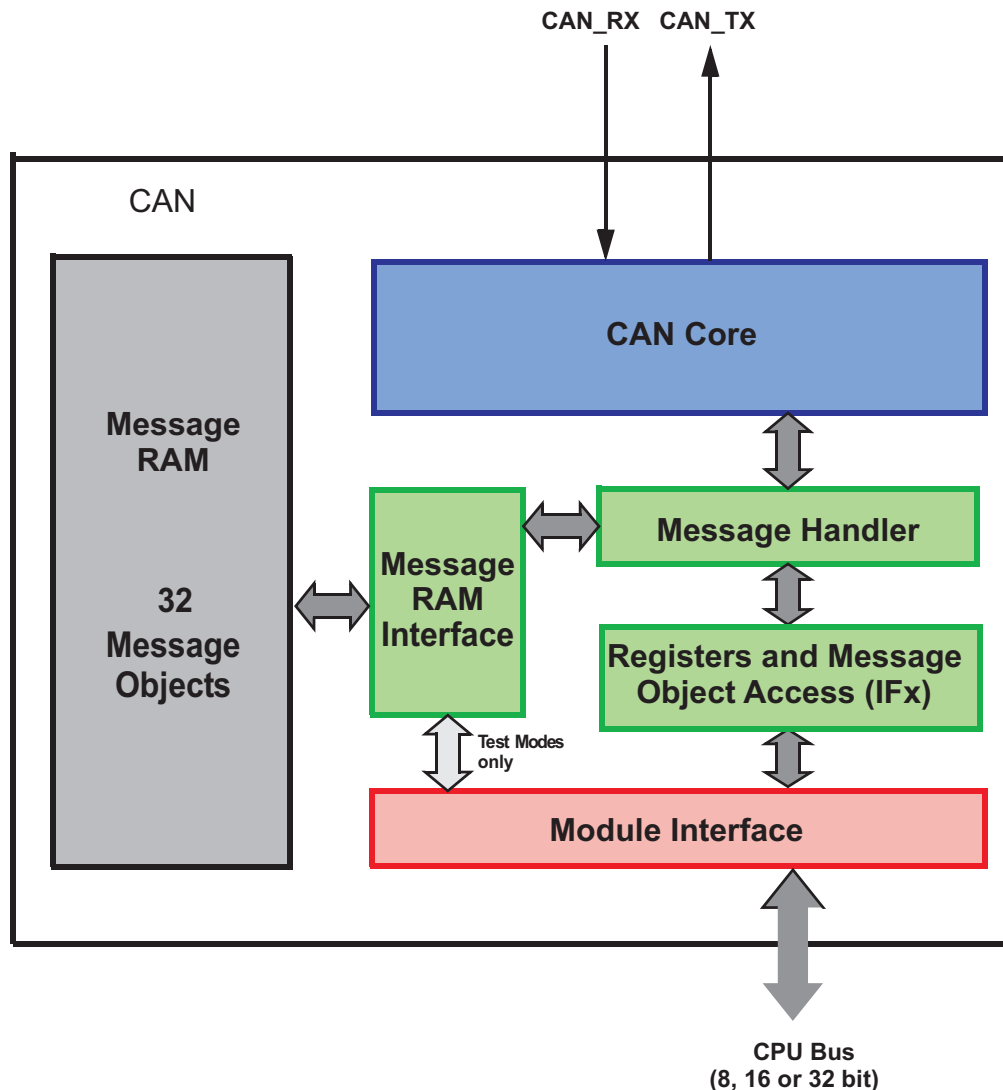 CAN_RX CAN_TX
CAN
CAN Core
Message
RAM
32
Message
Objects
Message
RAM
Interface
Message Handler
Registers and Message
Object Access (IFx)
Test Modes
only
Module Interface
CPU Bus
(8, 16 or 32 bit)